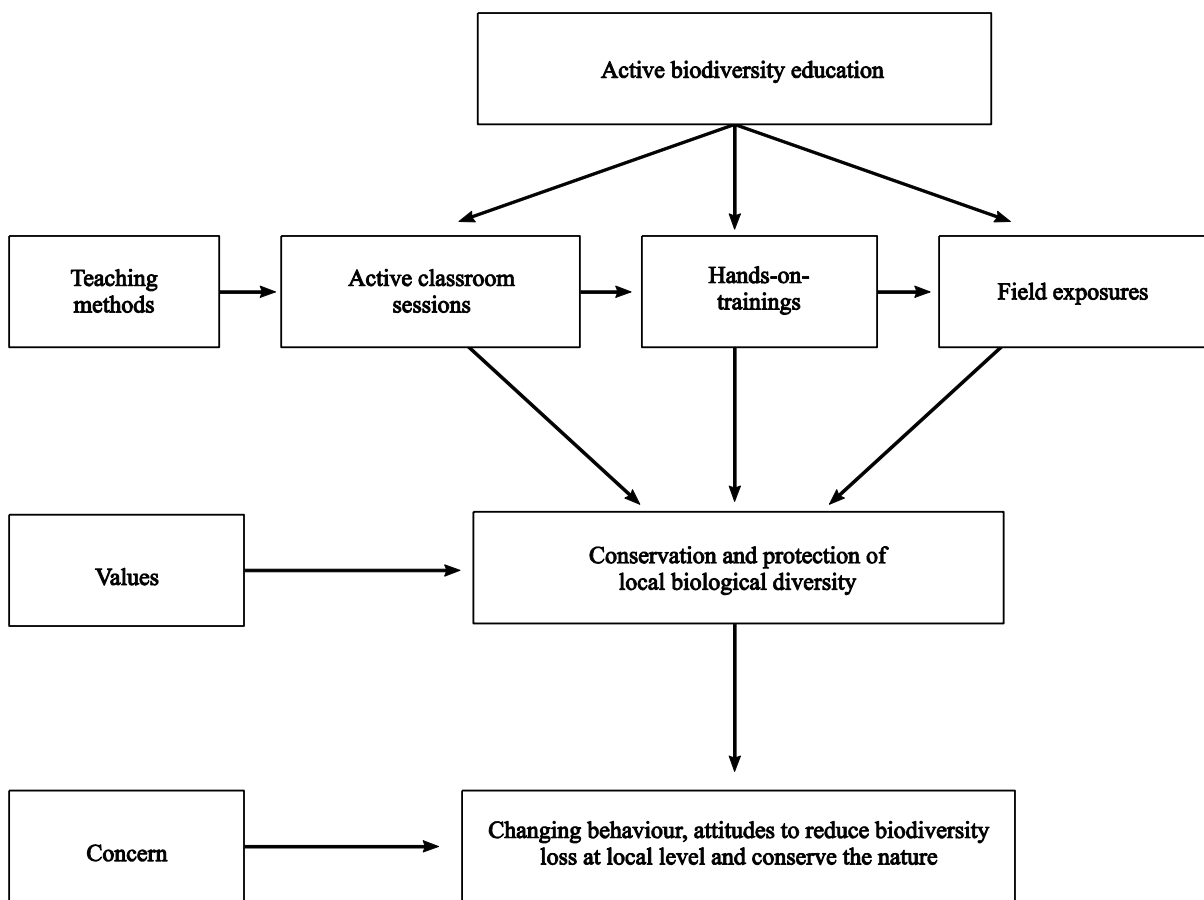 Active biodiversity education
Teaching
methods
Active classroom
sessions
Hands-on-
trainings
Field exposures
Values
Conservation and protection of
local biological diversity
Concern
Changing behaviour, attitudes to reduce biodiversity
loss at local level and conserve the nature